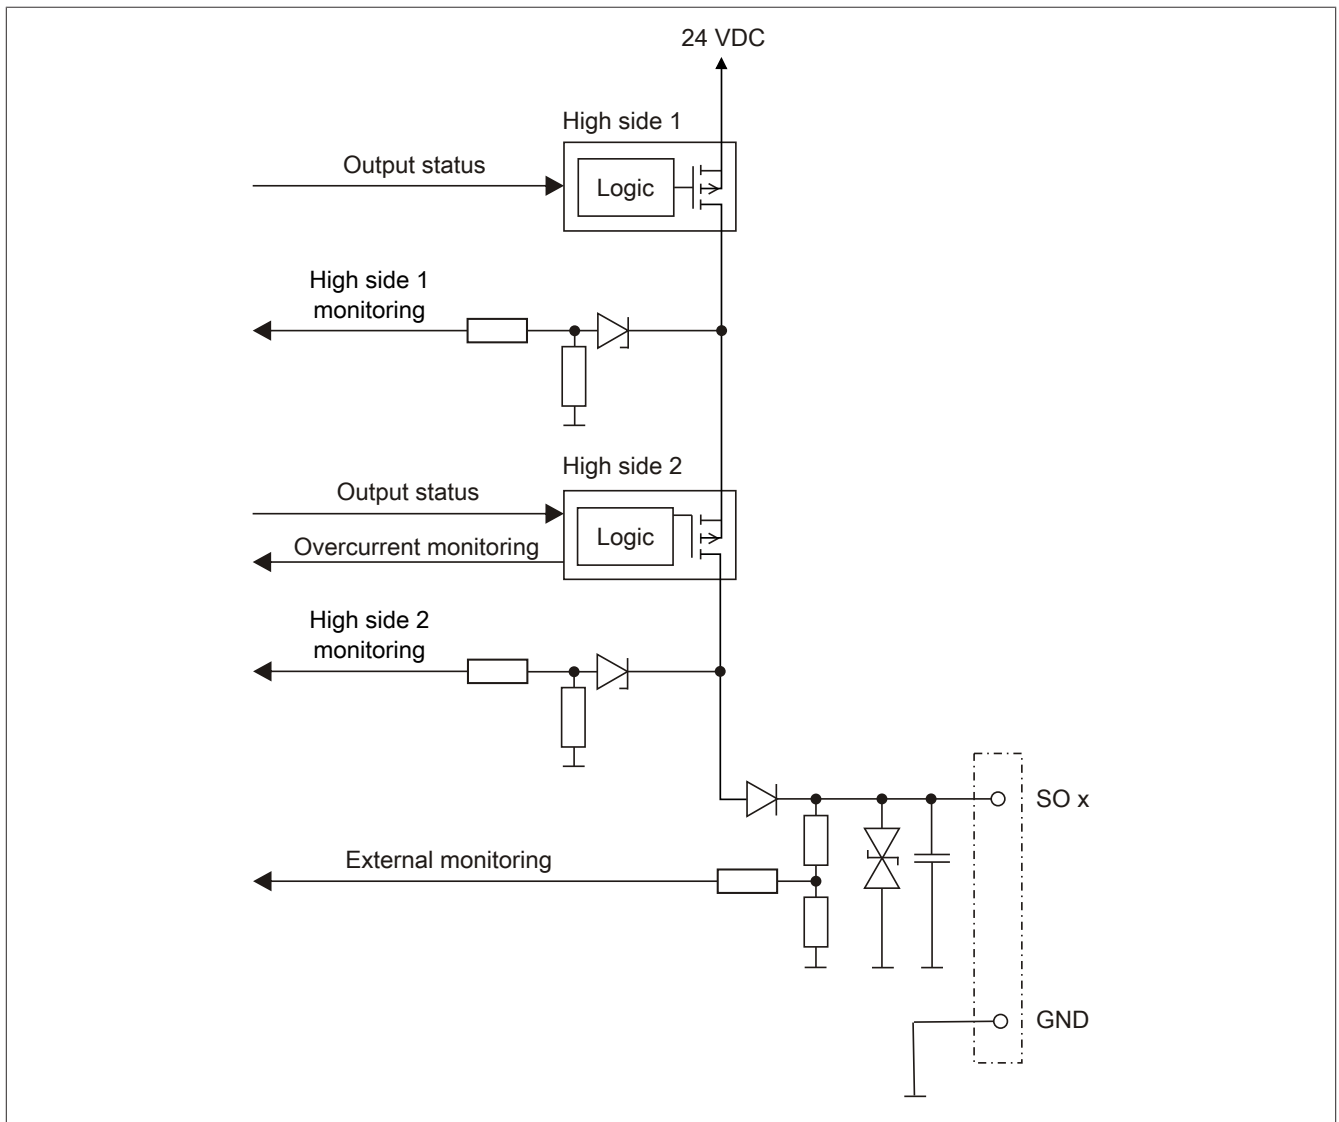 24 VDC
High side 1
Output status
Logic
High side 1
monitoring
High side 2
Output status
Logic
Overcurrent monitoring
High side 2
monitoring
SO x
External monitoring
GND